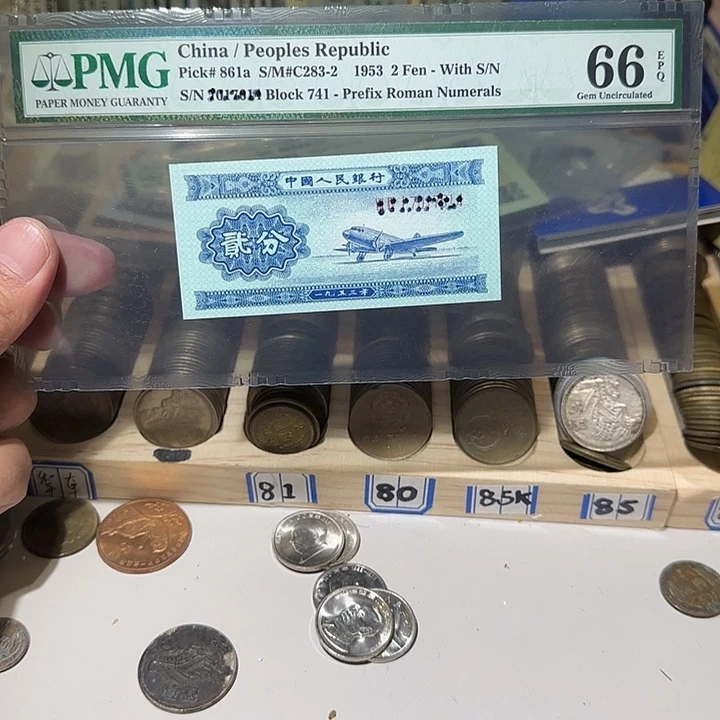 PMG
PAPER MONEY GUARANTY
China / Peoples Republic
Pick# 861a S/M#C283-2 1953 2 Fen - With S/N
S/N Block 741 - Prefix Roman Numerals
66
EPQ
Gem Uncirculated
中國人民銀行
貳分
一九五三年
81
80
85K
85